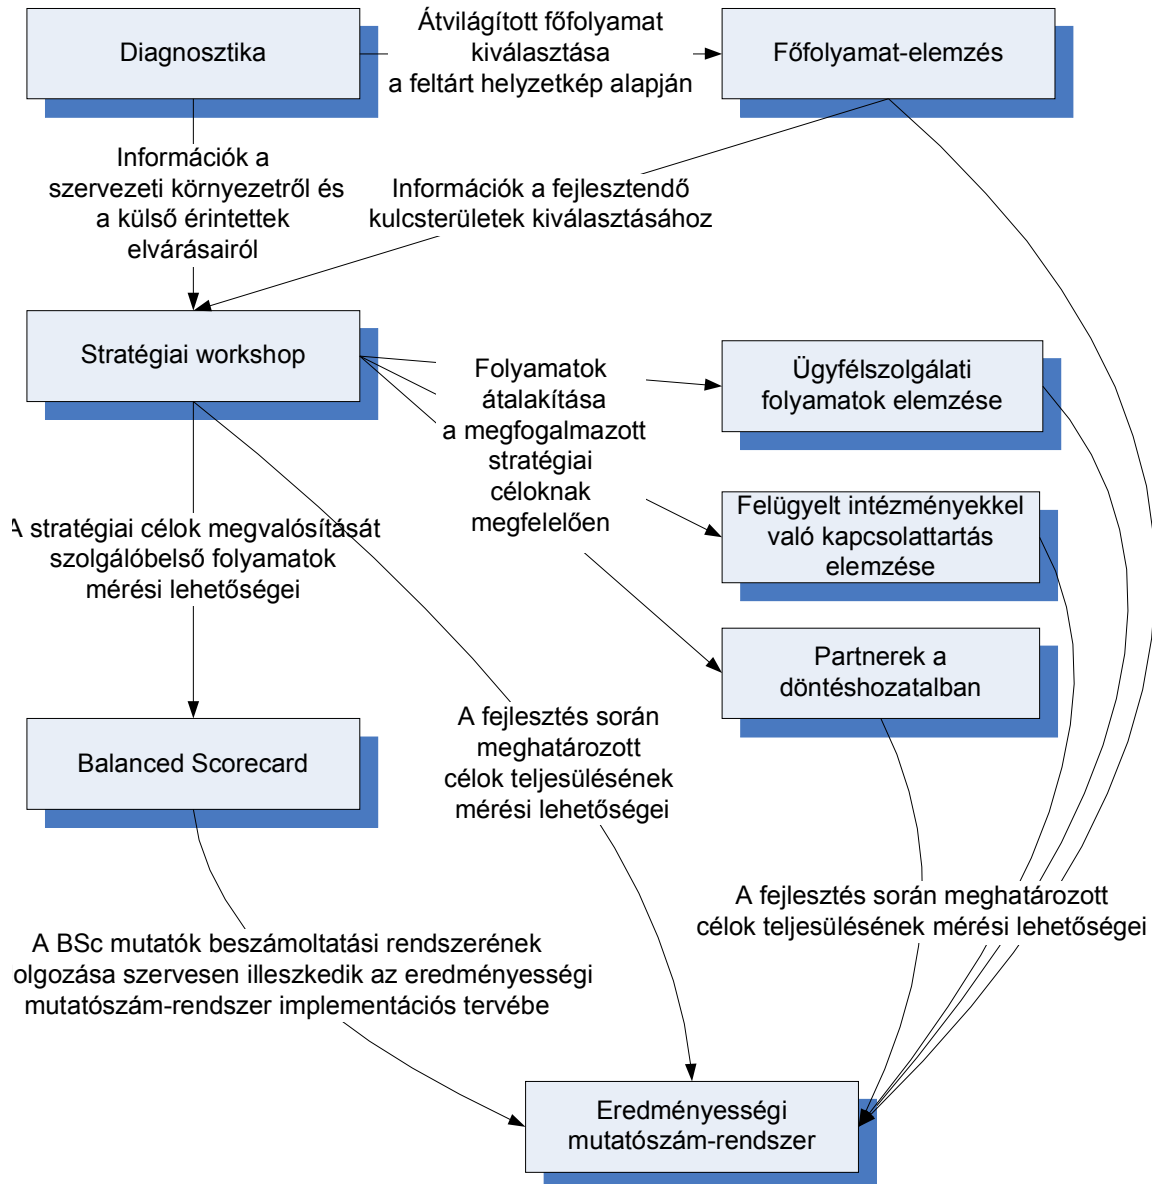 Diagnosztika
Átvilágított főfolyamat
kiválasztása
a feltárt helyzetkép alapján
Főfolyamat-elemzés
Információk a
szervezeti környezetről és
a külső érintettek
elvárásairól
Információk a fejlesztendő
kulcsterületek kiválasztásához
Stratégiai workshop
Folyamatok
átalakítása
a megfogalmazott
stratégiai
céloknak
megfelelően
Ügyfélszolgálati
folyamatok elemzése
Felügyelt intézményekkel
való kapcsolattartás
elemzése
Partnerek a
döntéshozatalban
A stratégiai célok megvalósítását
szolgálóbelső folyamatok
mérési lehetőségei
Balanced Scorecard
A fejlesztés során
meghatározott
célok teljesülésének
mérési lehetőségei
A fejlesztés során meghatározott
célok teljesülésének mérési lehetőségei
A BSc mutatók beszámoltatási rendszerének
olgozása szervesen illeszkedik az eredményességi
mutatószám-rendszer implementációs tervébe
Eredményességi
mutatószám-rendszer